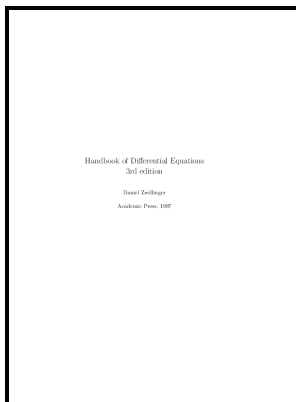 Handbook of Differential Equations
3rd edition
Daniel Zwillinger
Academic Press, 1997